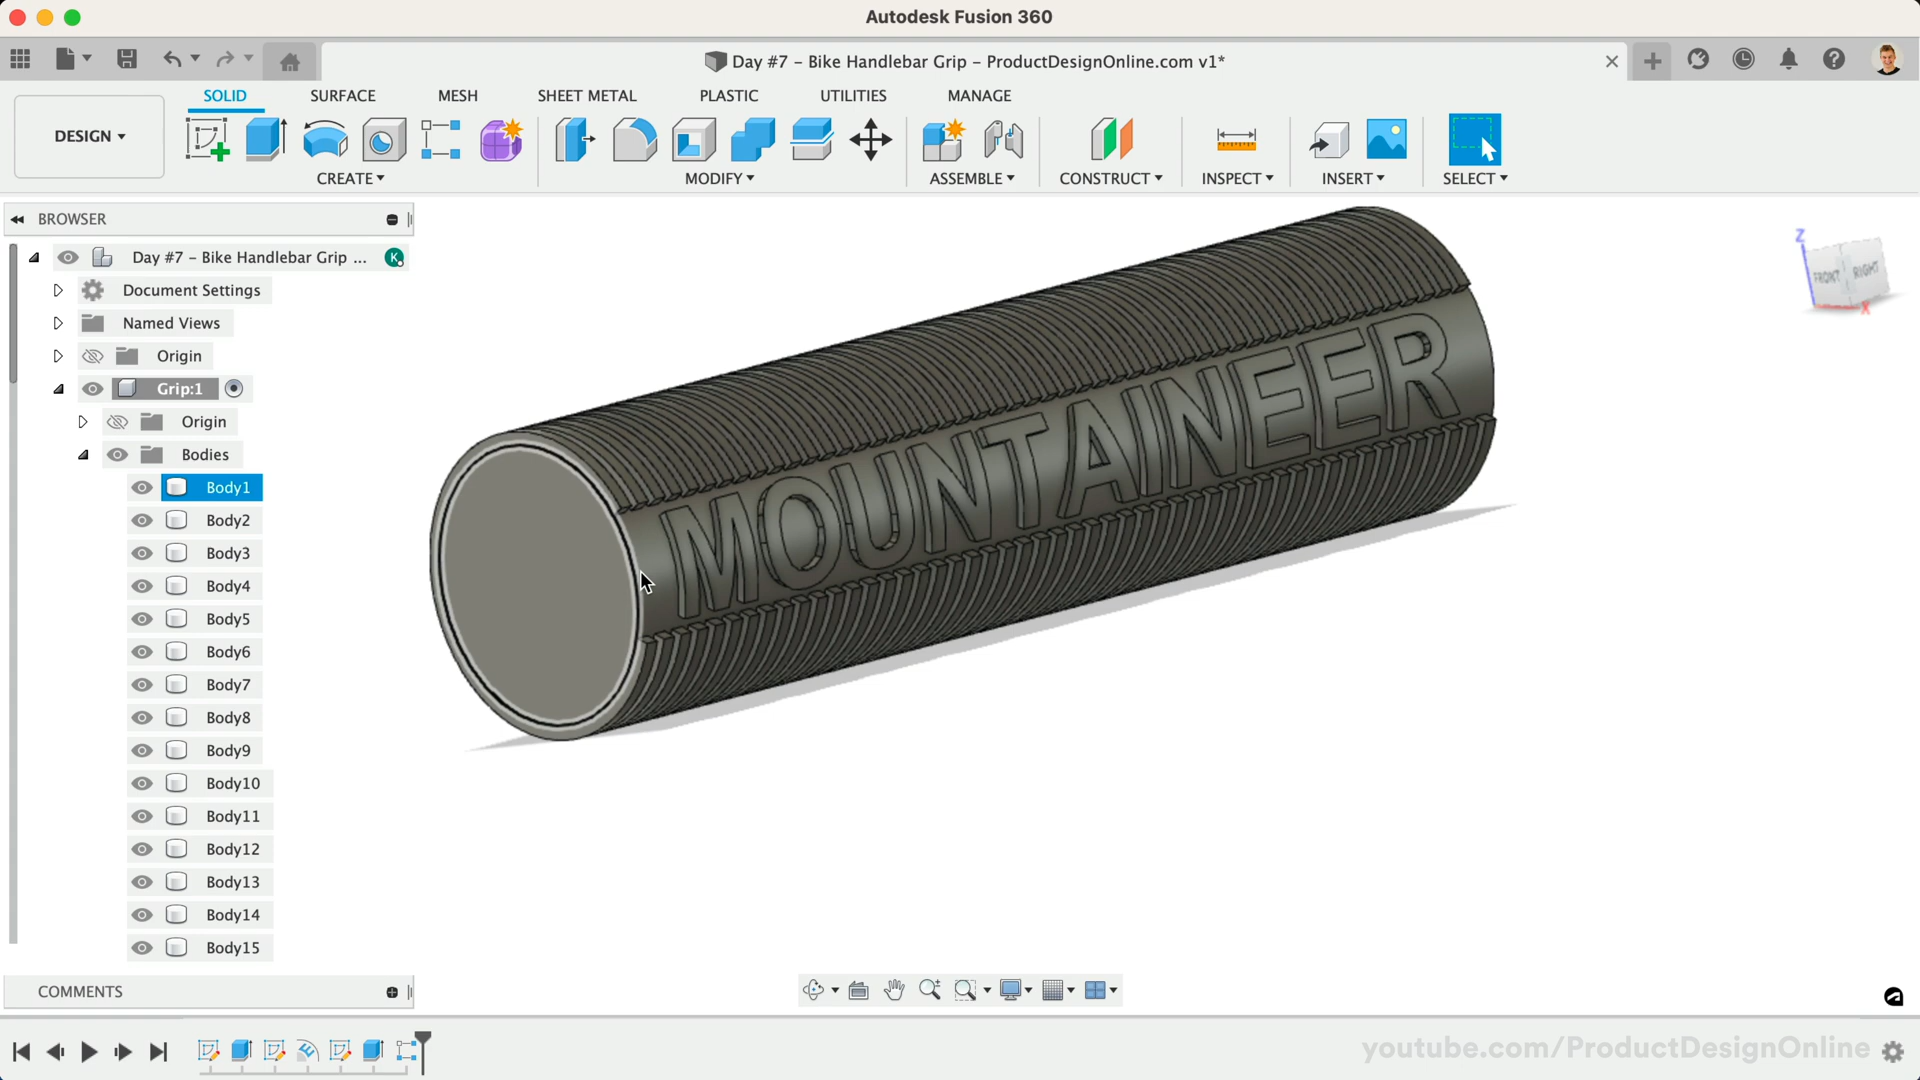 Autodesk Fusion 360
Day #7 – Bike Handlebar Grip – ProductDesignOnline.com v1*
SOLID SURFACE MESH SHEET METAL PLASTIC UTILITIES MANAGE
DESIGN
CREATE MODIFY ASSEMBLE CONSTRUCT INSPECT INSERT SELECT
BROWSER
Day #7 – Bike Handlebar Grip ... K
Document Settings
Named Views
Origin
Grip:1
Origin
Bodies
Body1
Body2
Body3
Body4
Body5
Body6
Body7
Body8
Body9
Body10
Body11
Body12
Body13
Body14
Body15
MOUNTAINEER
Z
FRONT RIGHT
X
COMMENTS
youtube.com/ProductDesignOnline